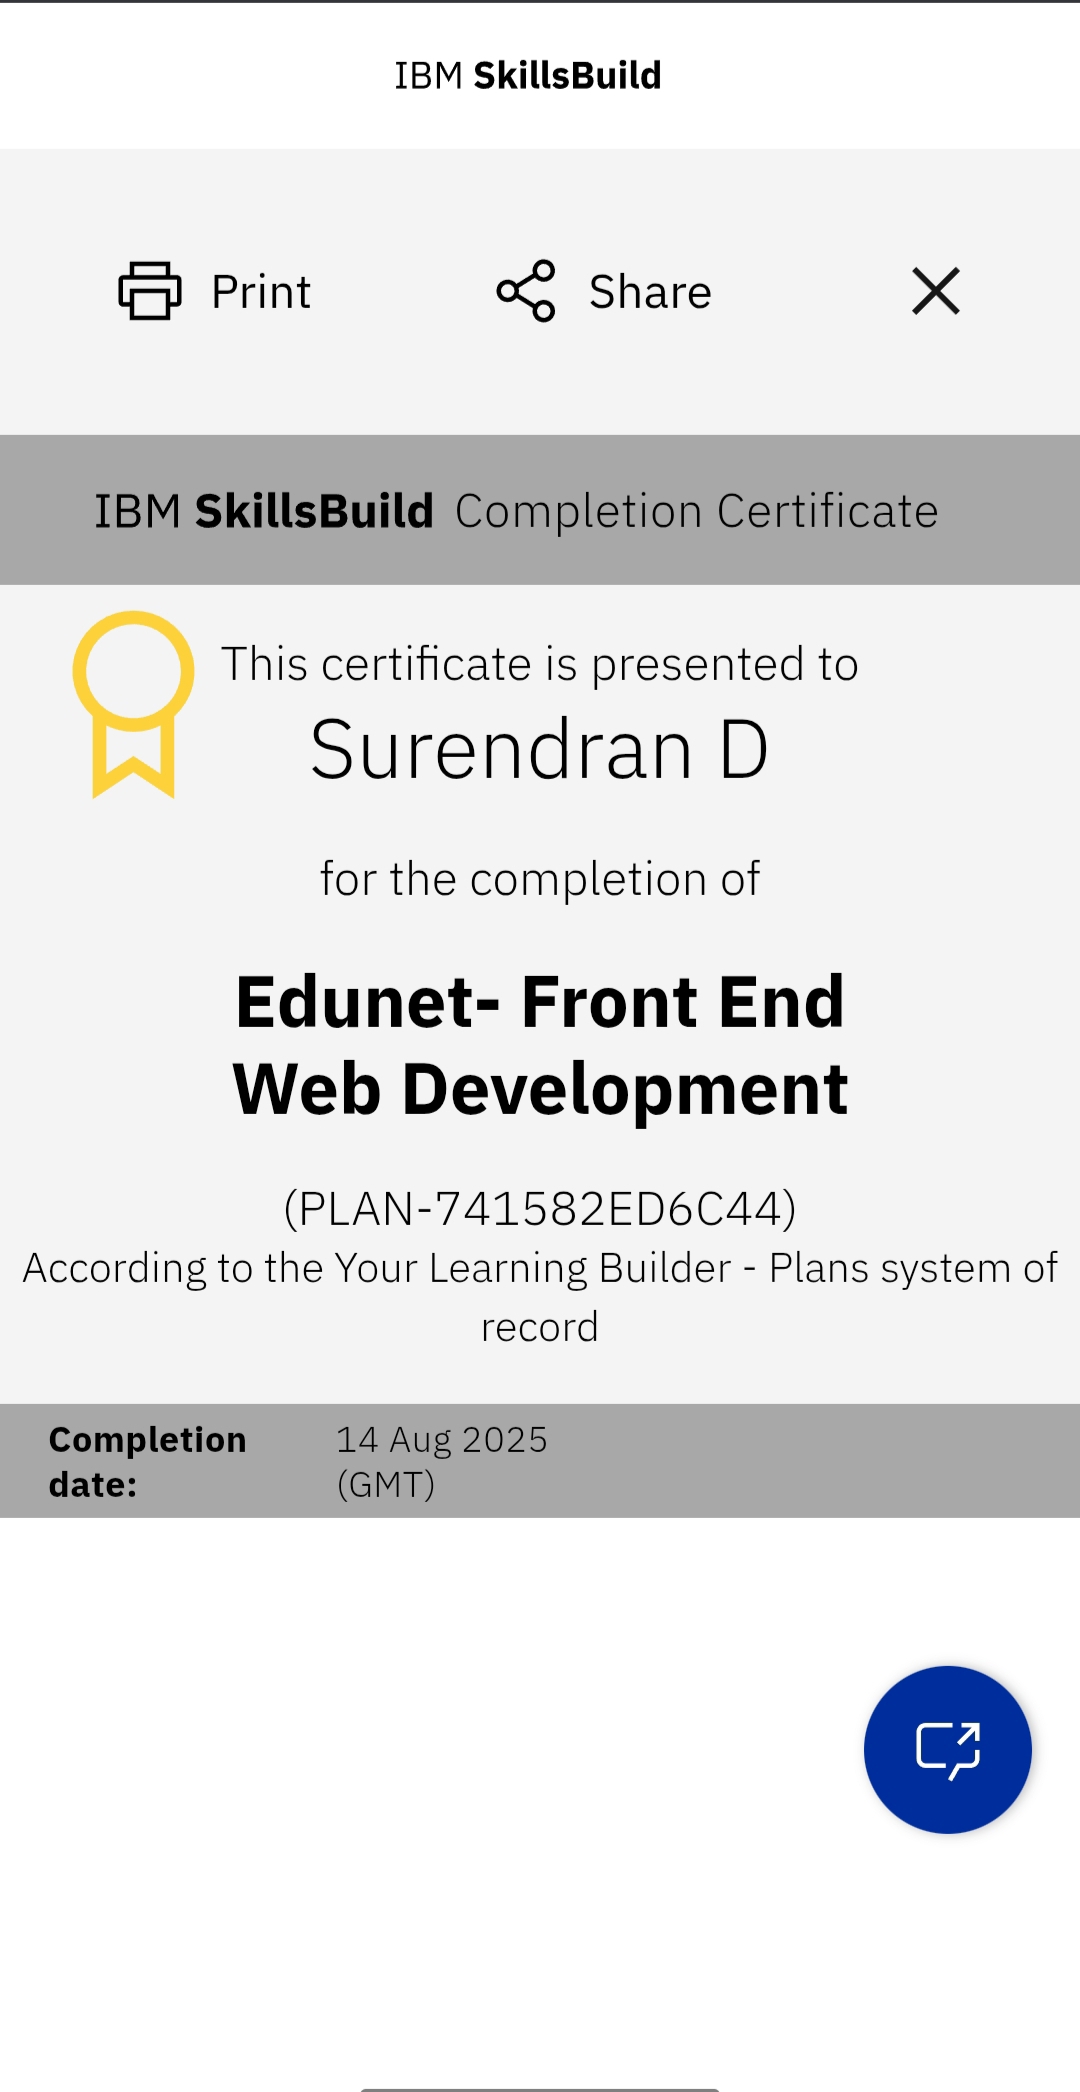 IBM SkillsBuild
Print
Share
IBM SkillsBuild Completion Certificate
This certificate is presented to
Surendran D
for the completion of
Edunet- Front End
Web Development
(PLAN-741582ED6C44)
According to the Your Learning Builder - Plans system of
record
Completion
date:
14 Aug 2025
(GMT)